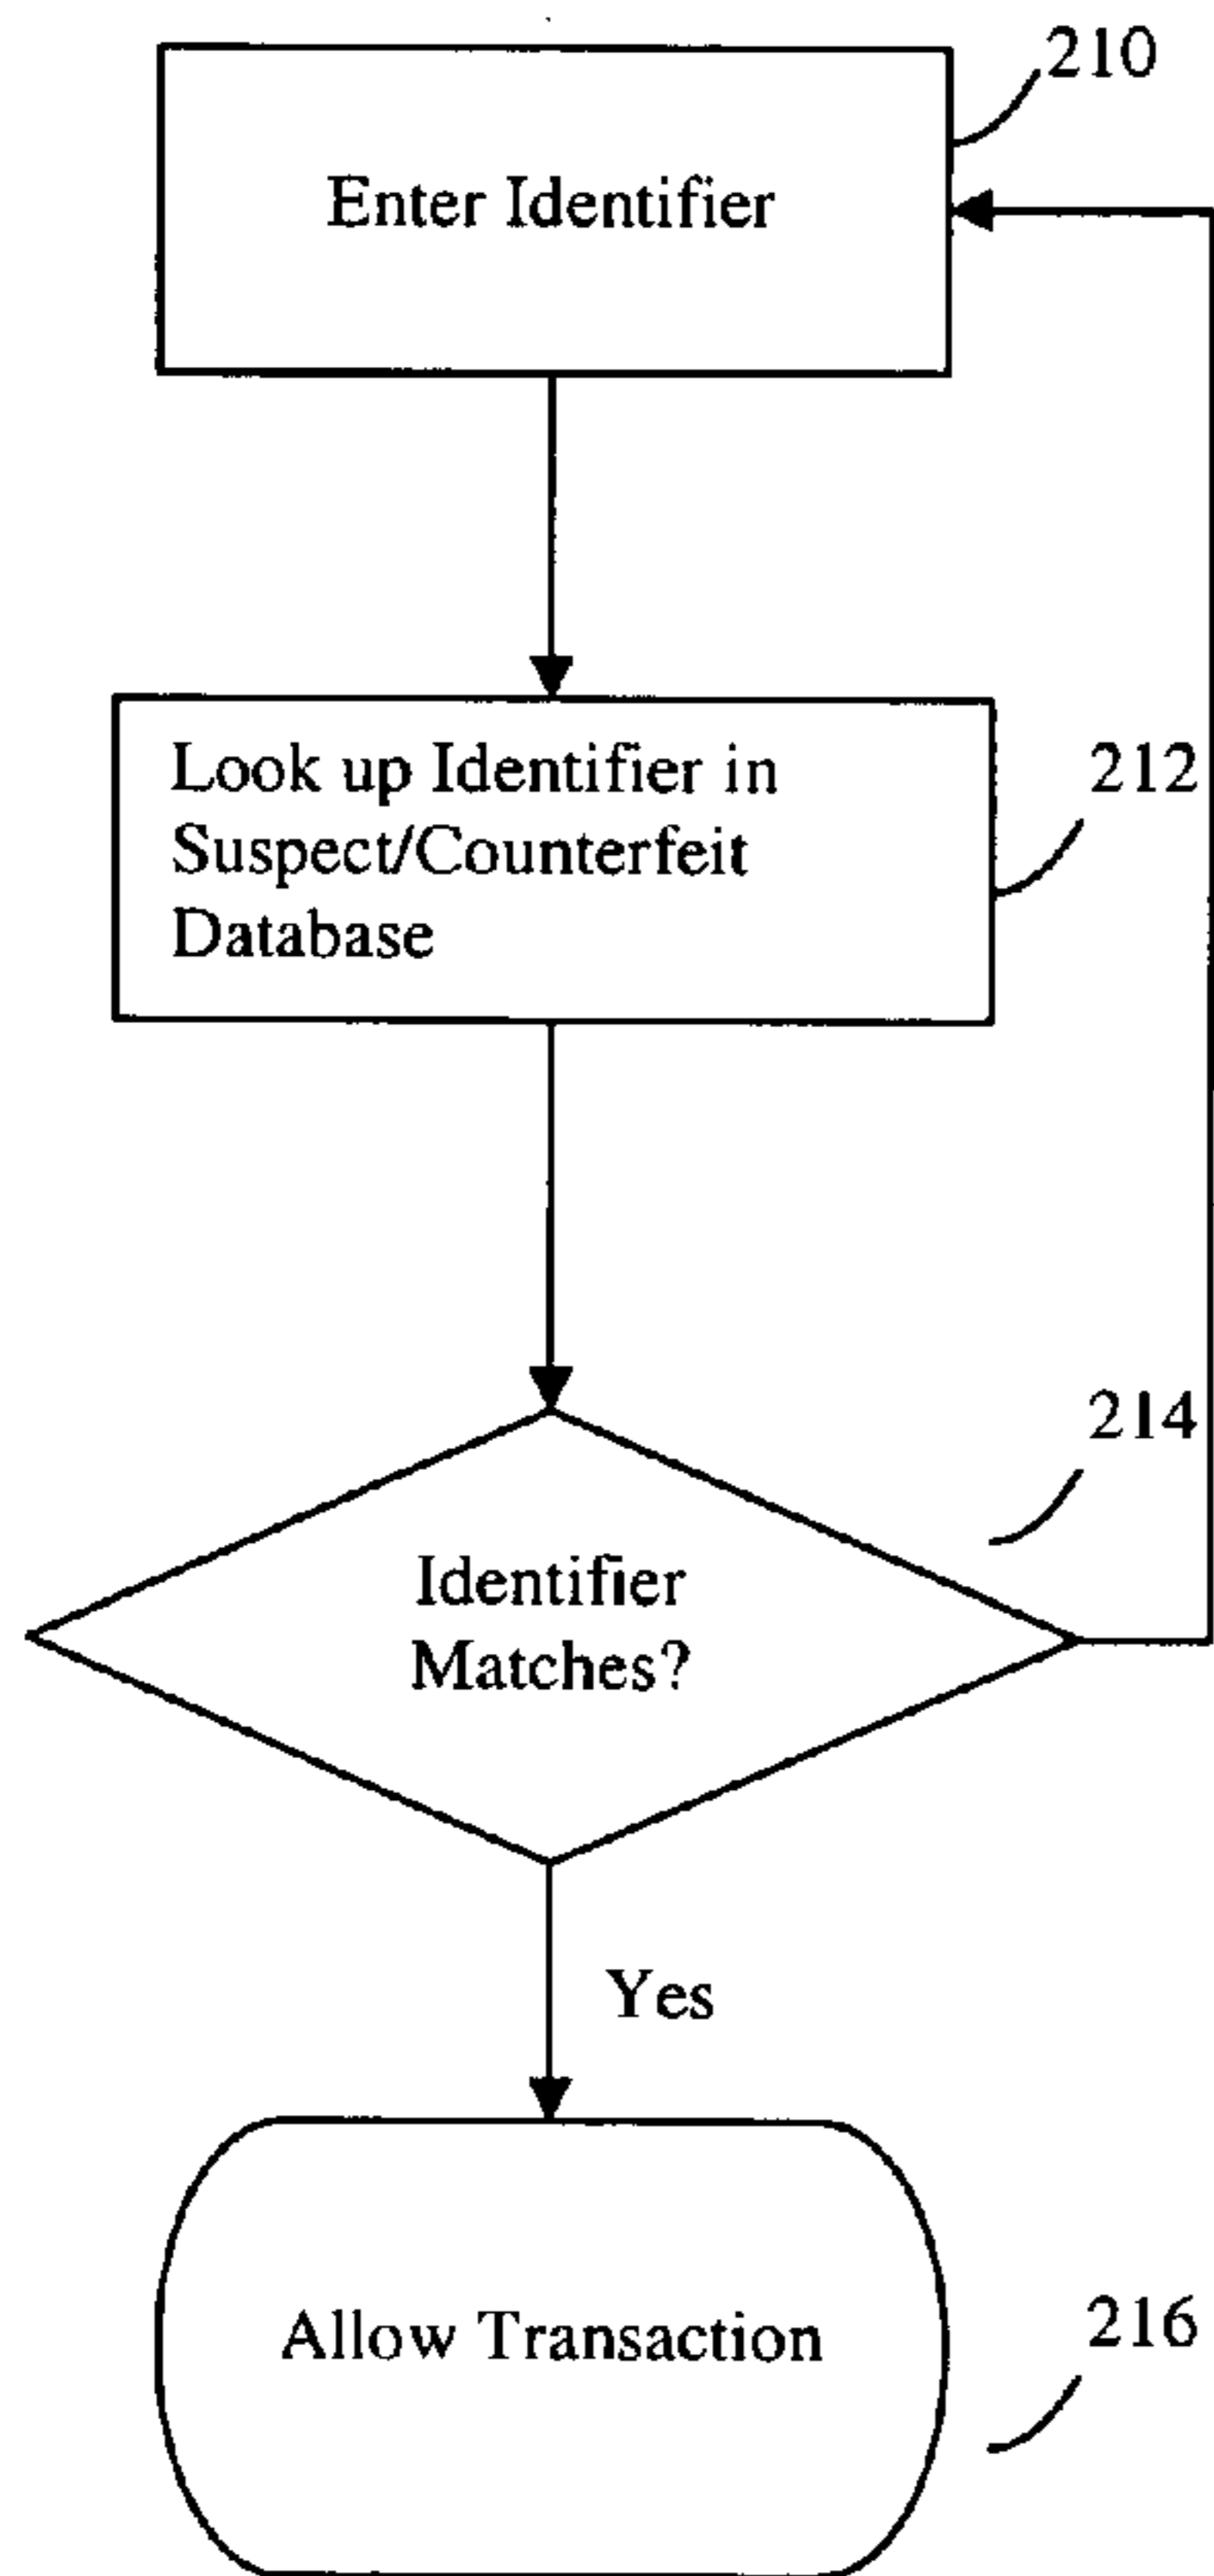 210
Enter Identifier
Look up Identifier in
212
Suspect/Counterfeit
Database
214
Identifier
Matches?
Yes
Allow Transaction
216